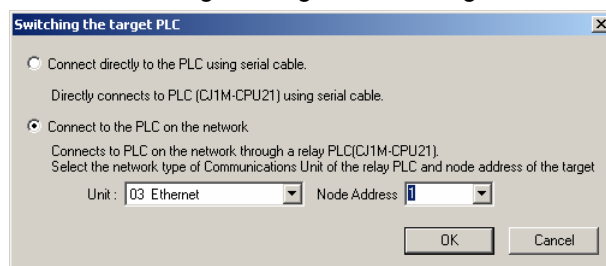 Switching the target PLC
Connect directly to the PLC using serial cable.
Directly connects to PLC (CJ1M-CPU21) using serial cable.
Connect to the PLC on the network
Connects to PLC on the network through a relay PLC(CJ1M-CPU21).
Select the network type of Communications Unit of the relay PLC and node address of the target
Unit : 03 Ethernet Node Address 1
OK Cancel